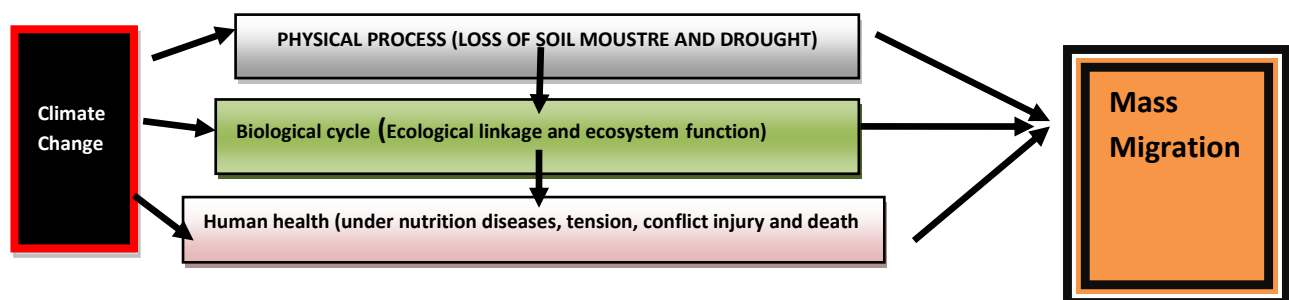 PHYSICAL PROCESS (LOSS OF SOIL MOUSTRE AND DROUGHT)
Climate
Change
Biological cycle (Ecological linkage and ecosystem function)
Human health (under nutrition diseases, tension, conflict injury and death
Mass
Migration